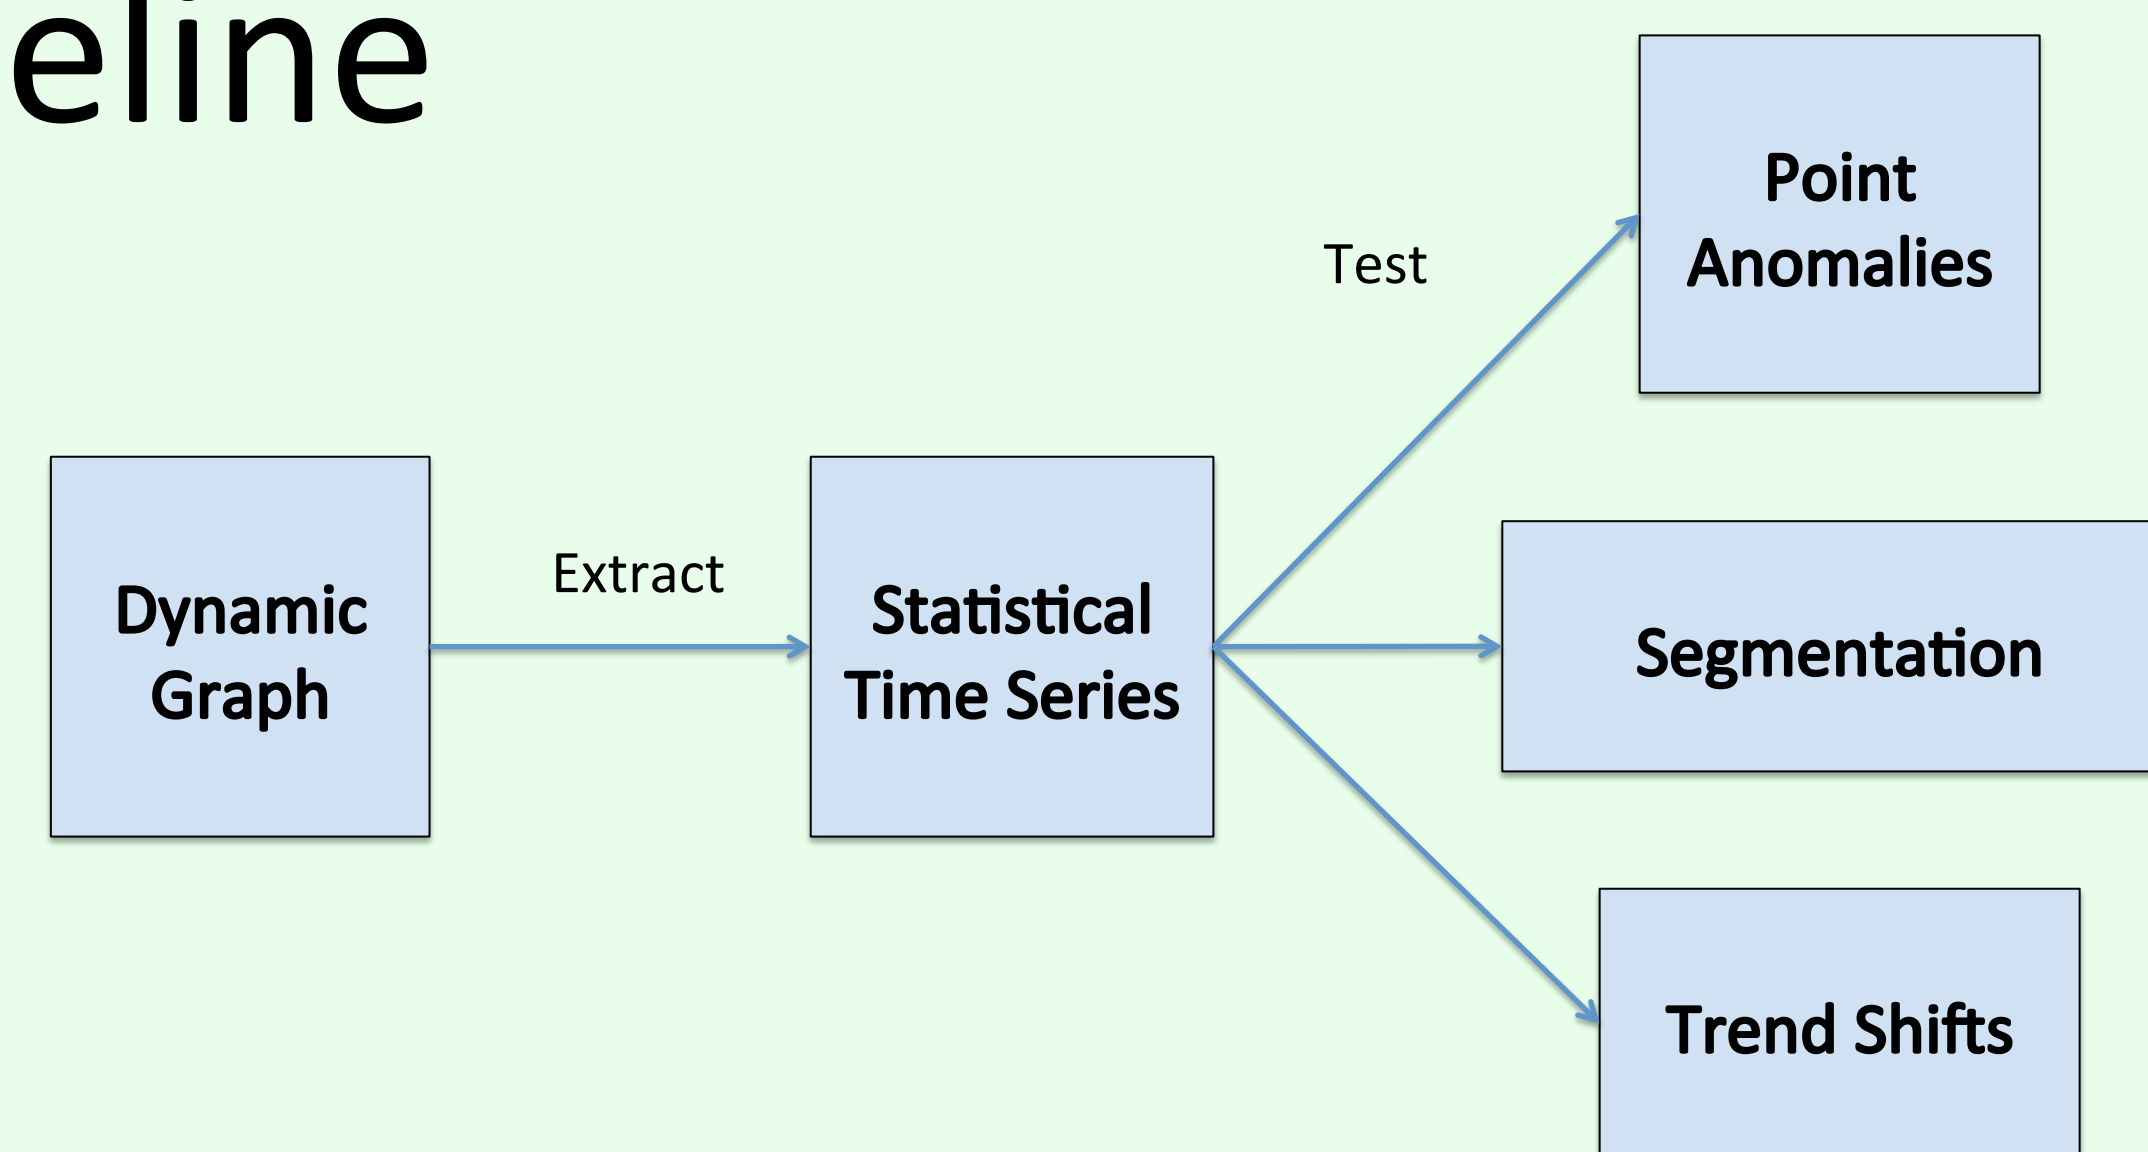 eline
Dynamic
Graph
Extract
Statistical
Time Series
Test
Point
Anomalies
Segmentation
Trend Shifts